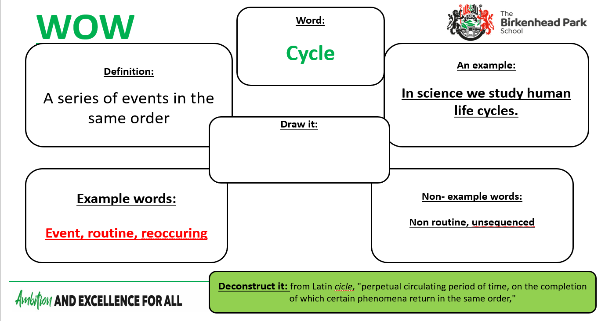 WOW
Word:
Cycle
The
Birkenhead Park
School
Definition:
A series of events in the
same order
An example:
In science we study human
life cycles.
Draw it:
Example words:
Event, routine, reoccuring
Non- example words:
Non routine, unsequenced
Deconstruct it: from Latin cicle, "perpetual circulating period of time, on the completion
of which certain phenomena return in the same order,"
Ambition AND EXCELLENCE FOR ALL